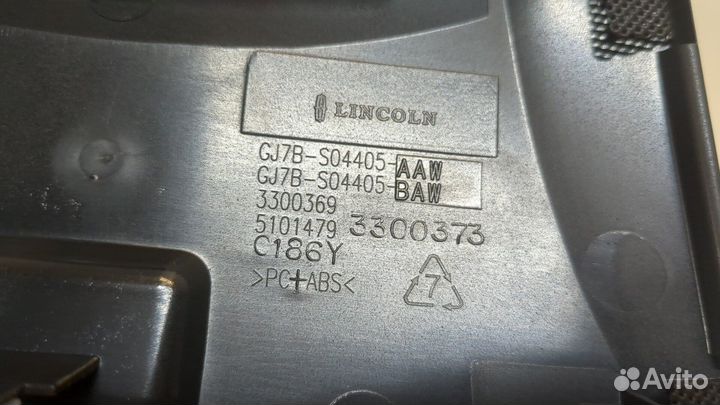 LINCOLN
GJ7B-S04405-AAW
GJ7B-S04405-BAW
3300369
5101479 3300373
C186Y
>PC+ABS<
7
Avito